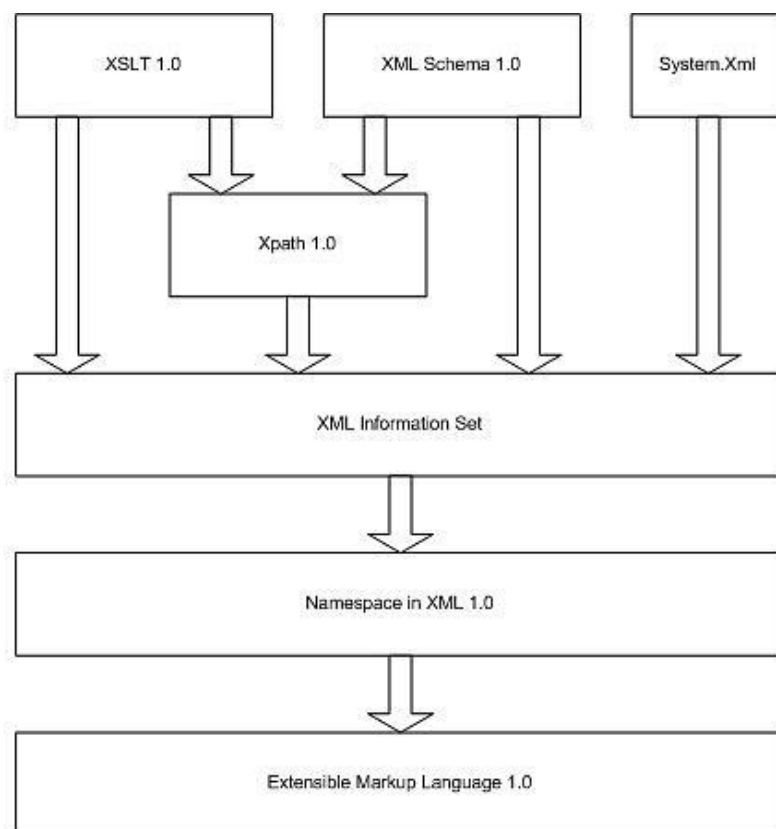 XSLT 1.0
XML Schema 1.0
System.Xml
Xpath 1.0
XML Information Set
Namespace in XML 1.0
Extensible Markup Language 1.0